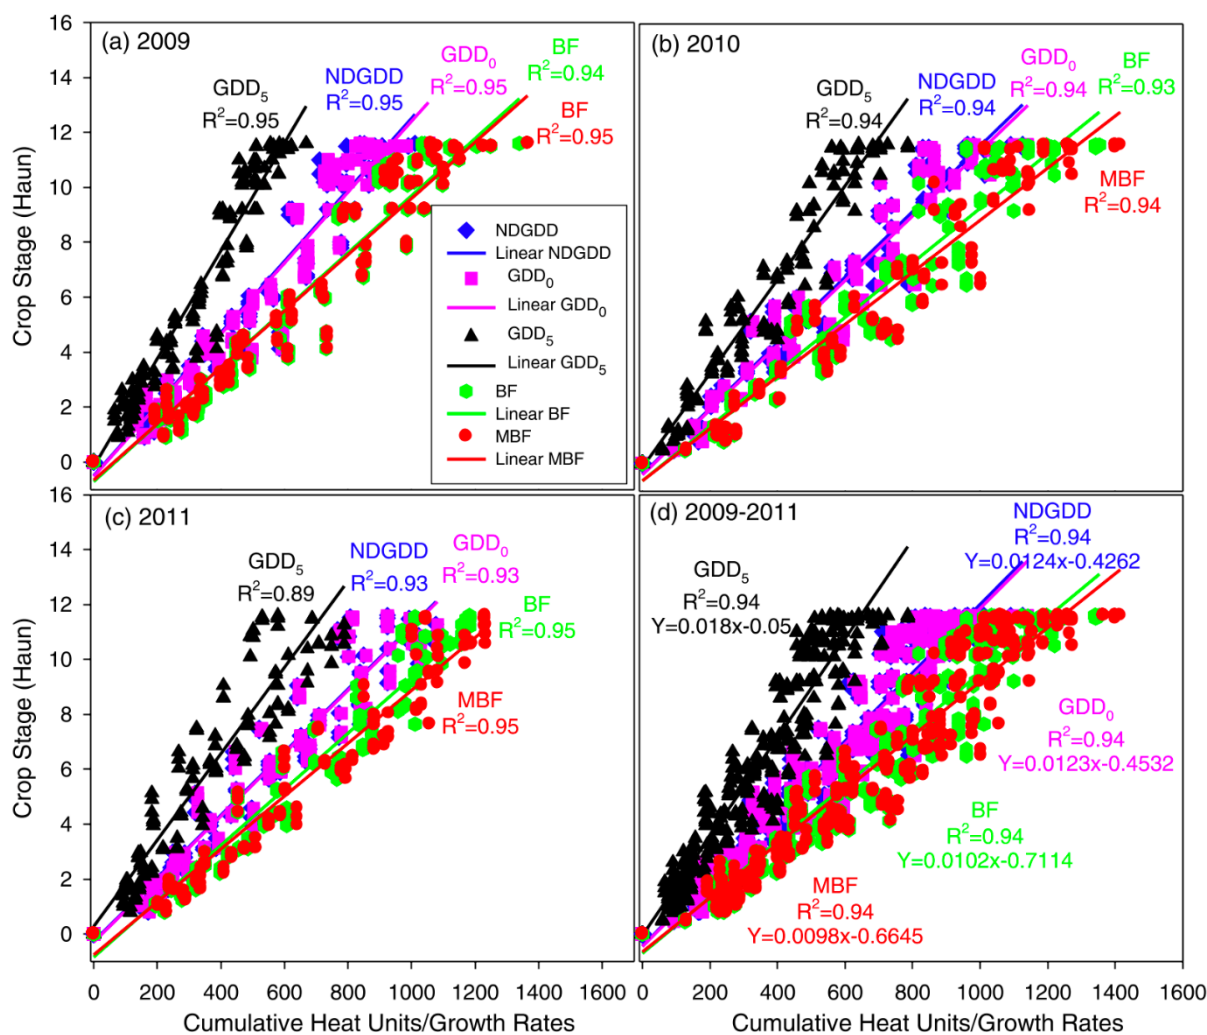 (a) 2009
GDD5
R²=0.95
NDGDD
R²=0.95
GDD0
R²=0.95
BF
R²=0.94
BF
R²=0.95
NDGDD
Linear NDGDD
GDD0
Linear GDD0
GDD5
Linear GDD5
BF
Linear BF
MBF
Linear MBF
Crop Stage (Haun)
16
14
12
10
8
6
4
2
0
(b) 2010
GDD5
R²=0.94
NDGDD
R²=0.94
GDD0
R²=0.94
BF
R²=0.93
MBF
R²=0.94
(c) 2011
GDD5
R²=0.89
NDGDD
R²=0.93
GDD0
R²=0.93
BF
R²=0.95
MBF
R²=0.95
Crop Stage (Haun)
16
14
12
10
8
6
4
2
0
0 200 400 600 800 1000 1200 1400 1600
Cumulative Heat Units/Growth Rates
(d) 2009-2011
NDGDD
R²=0.94
Y=0.0124x-0.4262
GDD5
R²=0.94
Y=0.018x-0.05
GDD0
R²=0.94
Y=0.0123x-0.4532
BF
R²=0.94
Y=0.0102x-0.7114
MBF
R²=0.94
Y=0.0098x-0.6645
0 200 400 600 800 1000 1200 1400 1600
Cumulative Heat Units/Growth Rates